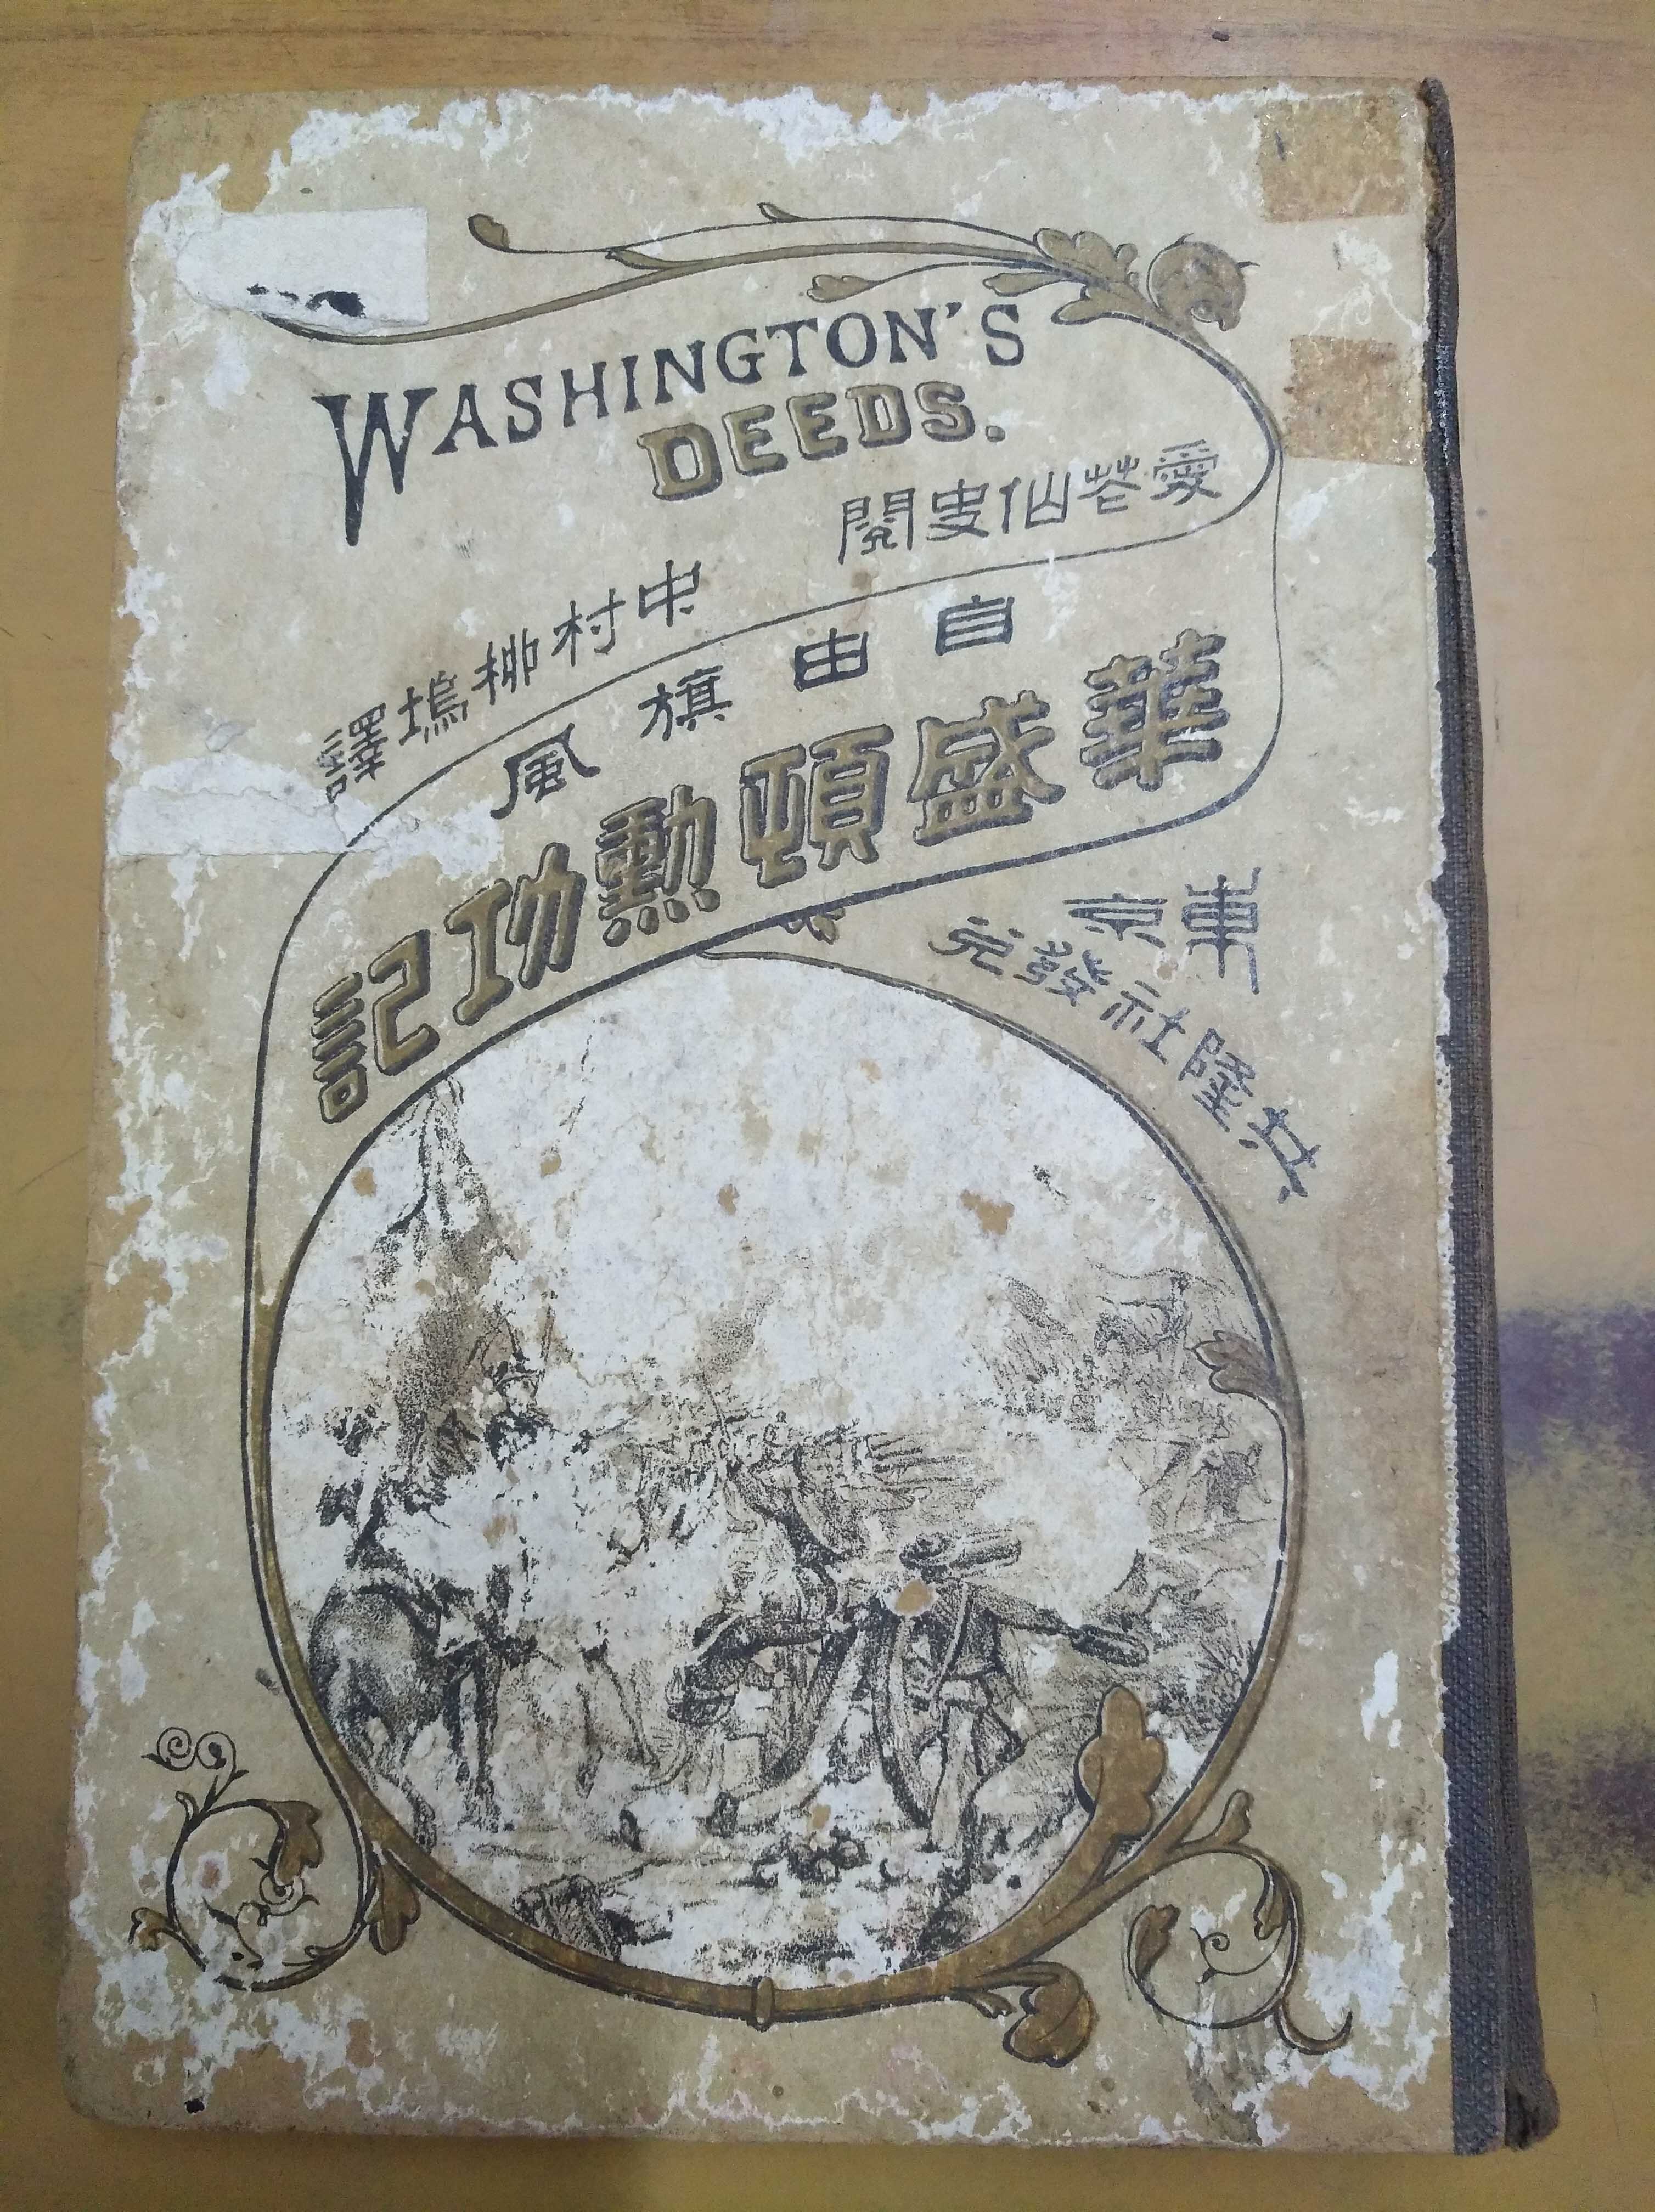 WASHINGTON'S
DEEDS.
愛芲仙史閲
中村柳塢譯
自由旗風
華盛頓勲功記
東京
共隆社發兌